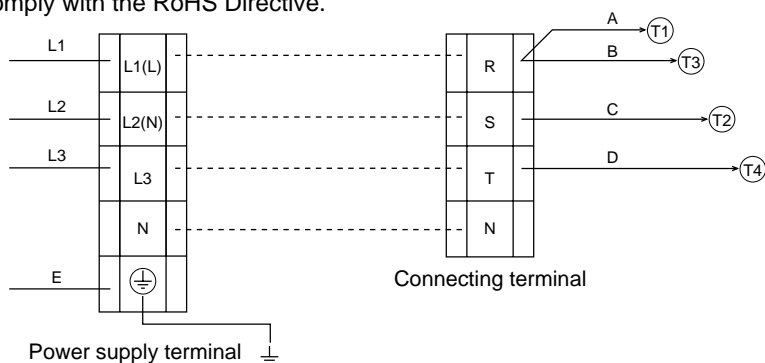 omply with the RoHS Directive.
L1
L2
L3
E
L1(L)
L2(N)
L3
N
R
S
T
N
A
B
C
D
T1
T3
T2
T4
Connecting terminal
Power supply terminal